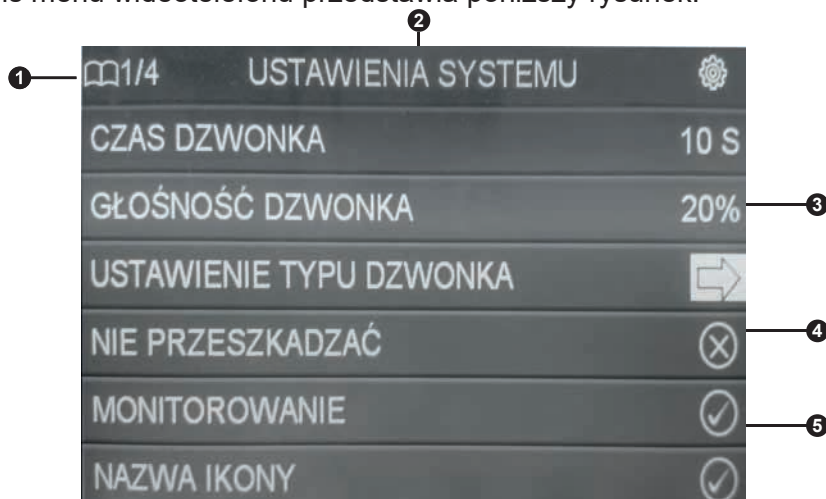 menu wideotelefonu przedstawia poniższy rysunek.
2
1
1/4 USTAWIENIA SYSTEMU
CZAS DZWONKA 10 S
GŁOŚNOŚĆ DZWONKA 20%
3
USTAWIENIE TYPU DZWONKA
NIE PRZESZKADZAĆ
4
MONITOROWANIE
5
NAZWA IKONY